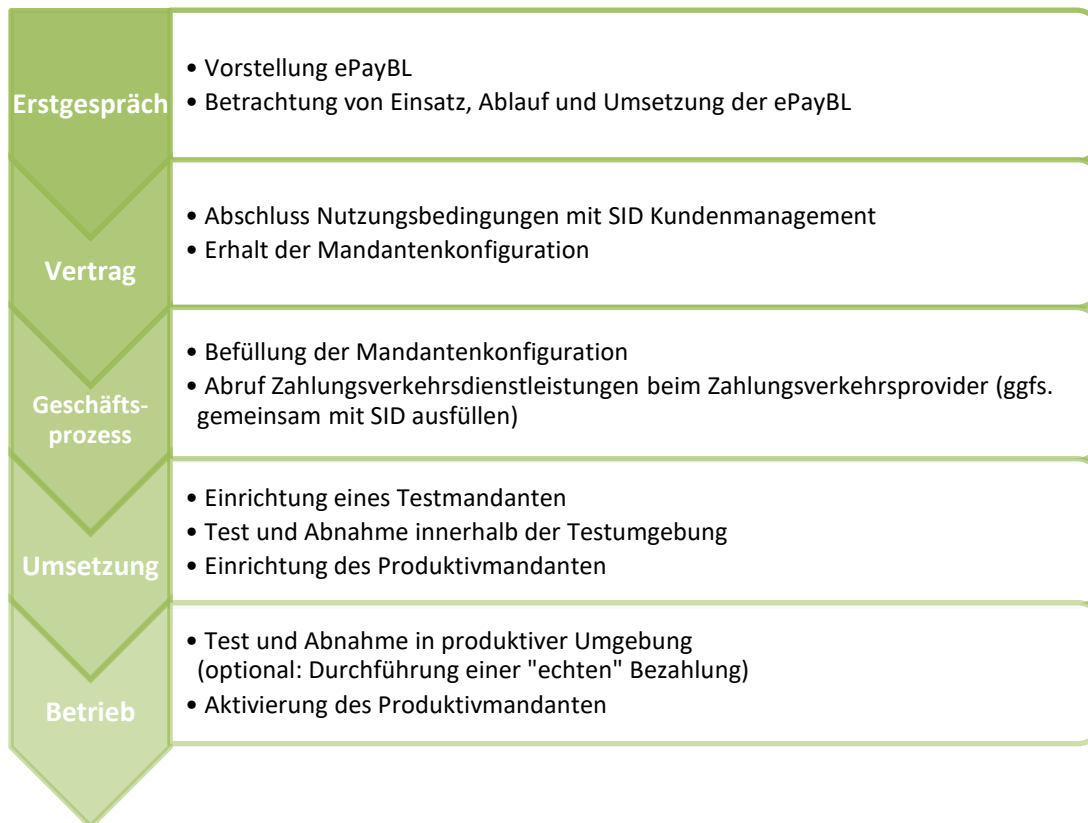 Erstgespräch
• Vorstellung ePayBL
• Betrachtung von Einsatz, Ablauf und Umsetzung der ePayBL
Vertrag
• Abschluss Nutzungsbedingungen mit SID Kundenmanagement
• Erhalt der Mandantenkonfiguration
Geschäfts-
prozess
• Befüllung der Mandantenkonfiguration
• Abruf Zahlungsverkehrsdienstleistungen beim Zahlungsverkehrsprovider (ggfs.
gemeinsam mit SID ausfüllen)
Umsetzung
• Einrichtung eines Testmandanten
• Test und Abnahme innerhalb der Testumgebung
• Einrichtung des Produktivmandanten
Betrieb
• Test und Abnahme in produktiver Umgebung
(optional: Durchführung einer "echten" Bezahlung)
• Aktivierung des Produktivmandanten